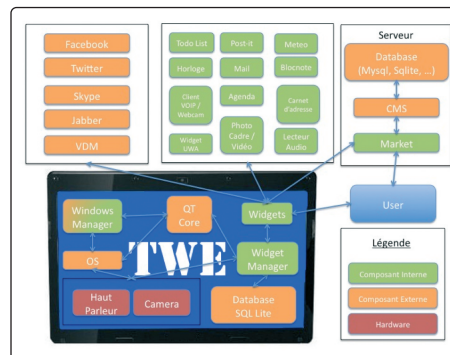 Facebook
Twitter
Skype
Jabber
VDM
Todo List
Post-it
Meteo
Horloge
Mail
Blocnote
Client
VOIP /
Webcam
Agenda
Carnet
d'adresse
Widget
UWA
Photo
Cadre /
Vidéo
Lecteur
Audio
Serveur
Database
(Mysql, Sqlite, ...)
CMS
Market
User
Windows
Manager
QT
Core
Widgets
OS
TWE
Widget
Manager
Haut
Parleur
Camera
Database
SQL Lite
Légende
Composant Interne
Composant Externe
Hardware